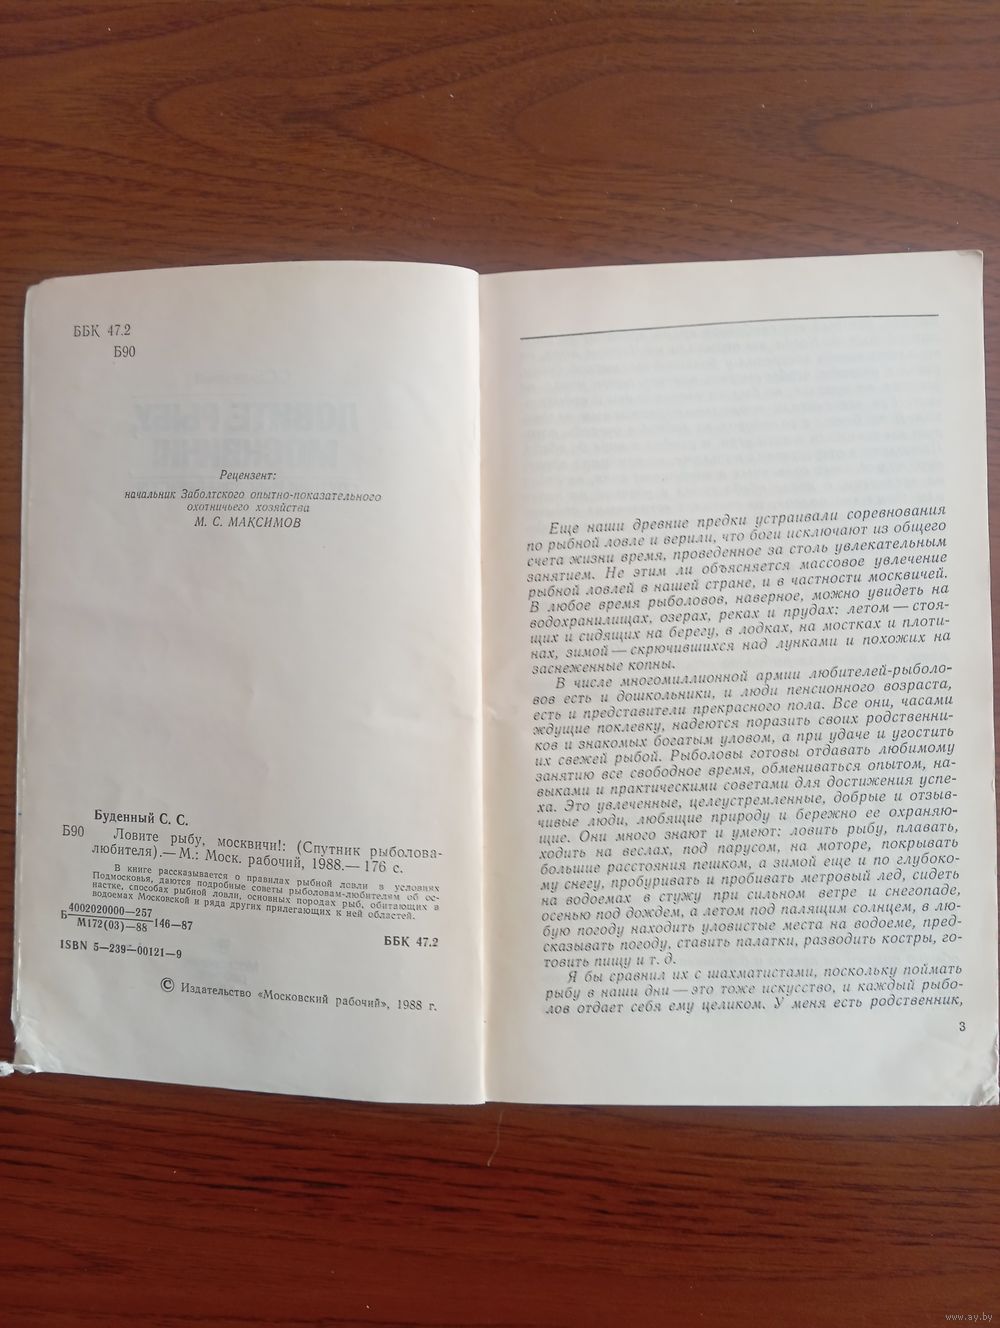 ББК 47.2
Б90
Рецензент:
начальник Заболтского опытно-показательного
охотничьего хозяйства
М. С. МАКСИМОВ
Буденный С. С.
Б90 Ловите рыбу, москвичи!: (Спутник рыболова-
любителя).— М.: Моск. рабочий, 1988.— 176 с.
В книге рассказывается о правилах рыбной ловли в условиях
Подмосковья, даются подробные советы рыболовам-любителям об ос-
настке, способах рыбной ловли, основных породах рыб, обитающих в
водоемах Московской и ряда других прилегающих к ней областей.
Б 4002020000—257
М172(03)—88 146—87
ББК 47.2
ISBN 5—239—00121—9
© Издательство «Московский рабочий», 1988 г.
Еще наши древние предки устраивали соревнования
по рыбной ловле и верили, что боги исключают из общего
счета жизни время, проведенное за столь увлекательным
занятием. Не этим ли объясняется массовое увлечение
рыбной ловлей в нашей стране, и в частности москвичей.
В любое время рыболовов, наверное, можно увидеть на
водохранилищах, озерах, реках и прудах: летом — стоя-
щих и сидящих на берегу, в лодках, на мостках и плоти-
нах, зимой — скрючившихся над лунками и похожих на
заснеженные копны.
В числе многомиллионной армии любителей-рыболо-
вов есть и дошкольники, и люди пенсионного возраста,
есть и представители прекрасного пола. Все они, часами
ждущие поклевку, надеются поразить своих родственни-
ков и знакомых богатым уловом, а при удаче и угостить
их свежей рыбой. Рыболовы готовы отдавать любимому
занятию все свободное время, обмениваться опытом, на-
выками и практическими советами для достижения успе-
ха. Это увлеченные, целеустремленные, добрые и отзыв-
чивые люди, любящие природу и бережно ее охраняю-
щие. Они много знают и умеют: ловить рыбу, плавать,
ходить на веслах, под парусом, на моторе, покрывать
большие расстояния пешком, а зимой еще и по глубоко-
му снегу, пробуривать и пробивать метровый лед, сидеть
на водоемах в стужу при сильном ветре и снегопаде,
осенью под дождем, а летом под палящим солнцем, в лю-
бую погоду находить уловистые места на водоеме, пред-
сказывать погоду, ставить палатки, разводить костры, го-
товить пищу и т. д.
Я бы сравнил их с шахматистами, поскольку поймать
рыбу в наши дни — это тоже искусство, и каждый рыбо-
лов отдает себя ему целиком. У меня есть родственник,
3
www.ay.by